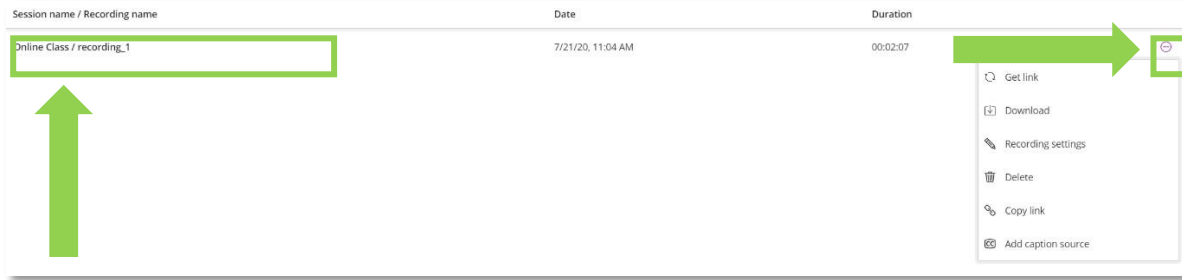 Session name / Recording name Date Duration
Online Class / recording_1 7/21/20, 11:04 AM 00:02:07
Get link
Download
Recording settings
Delete
Copy link
CC Add caption source